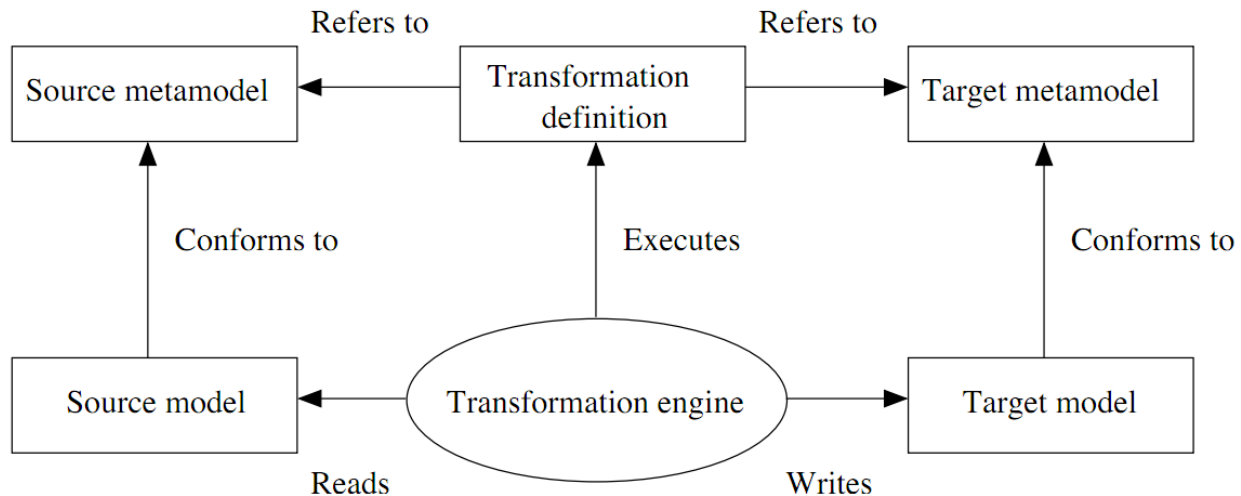 Refers to
Refers to
Source metamodel
Transformation
definition
Target metamodel
Conforms to
Executes
Conforms to
Source model
Transformation engine
Target model
Reads
Writes